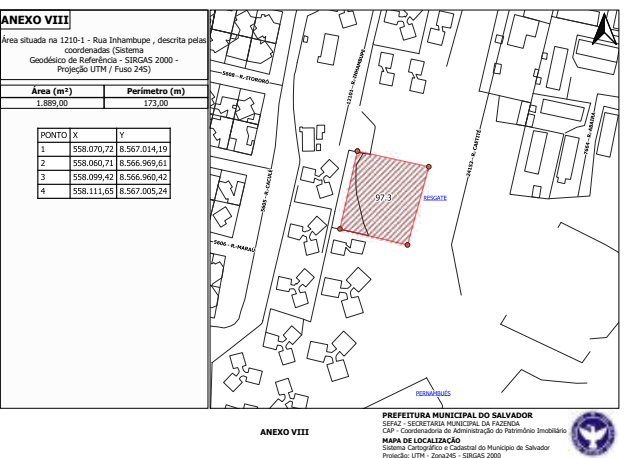 ANEXO VIII
Área situada na 1210-1 - Rua Inhambupe , descrita pelas
coordenadas (Sistema
Geodésico de Referência - SIRGAS 2000 -
Projeção UTM / Fuso 24S)
Área (m²) Perímetro (m)
1.889,00 173,00
PONTO X Y
1 558.070,72 8.567.014,19
2 558.060,71 8.566.969,61
3 558.099,42 8.566.960,42
4 558.111,65 8.567.005,24
5608 - R.-ITORORÓ
12101 - R.-INHAMBUPE
24192 - R.-CARITITÉ
7464 - R.-ABAÍRA
5605 - R.-CACULÉ
5606 - R.-MARAÚ
97.3
RESGATE
PERNAMBUÉS
ANEXO VIII
PREFEITURA MUNICIPAL DO SALVADOR
SEFAZ - SECRETARIA MUNICIPAL DA FAZENDA
CAP - Coordenadoria de Administração do Patrimônio Imobiliário
MAPA DE LOCALIZAÇÃO
Sistema Cartográfico e Cadastral do Município de Salvador
Projeção: UTM - Zona24S - SIRGAS 2000